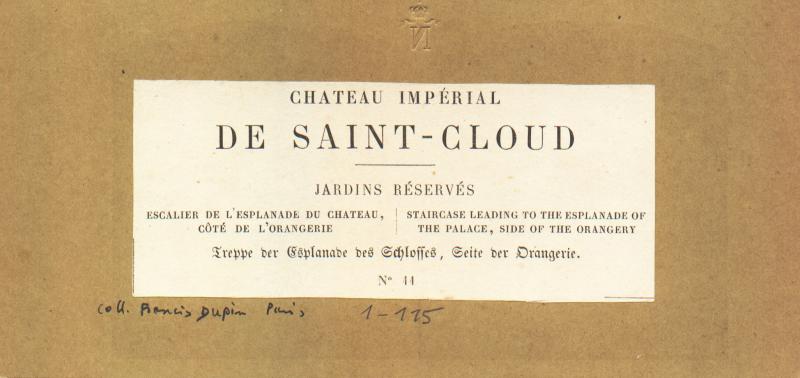 CHATEAU IMPÉRIAL
DE SAINT-CLOUD
JARDINS RÉSERVÉS
ESCALIER DE L'ESPLANADE DU CHATEAU,
CÔTÉ DE L'ORANGERIE
STAIRCASE LEADING TO THE ESPLANADE OF
THE PALACE, SIDE OF THE ORANGERY
Treppe der Esplanade des Schlosses, Seite der Orangerie.
Nº 44
coll. Francis Dupin Paris 1-115